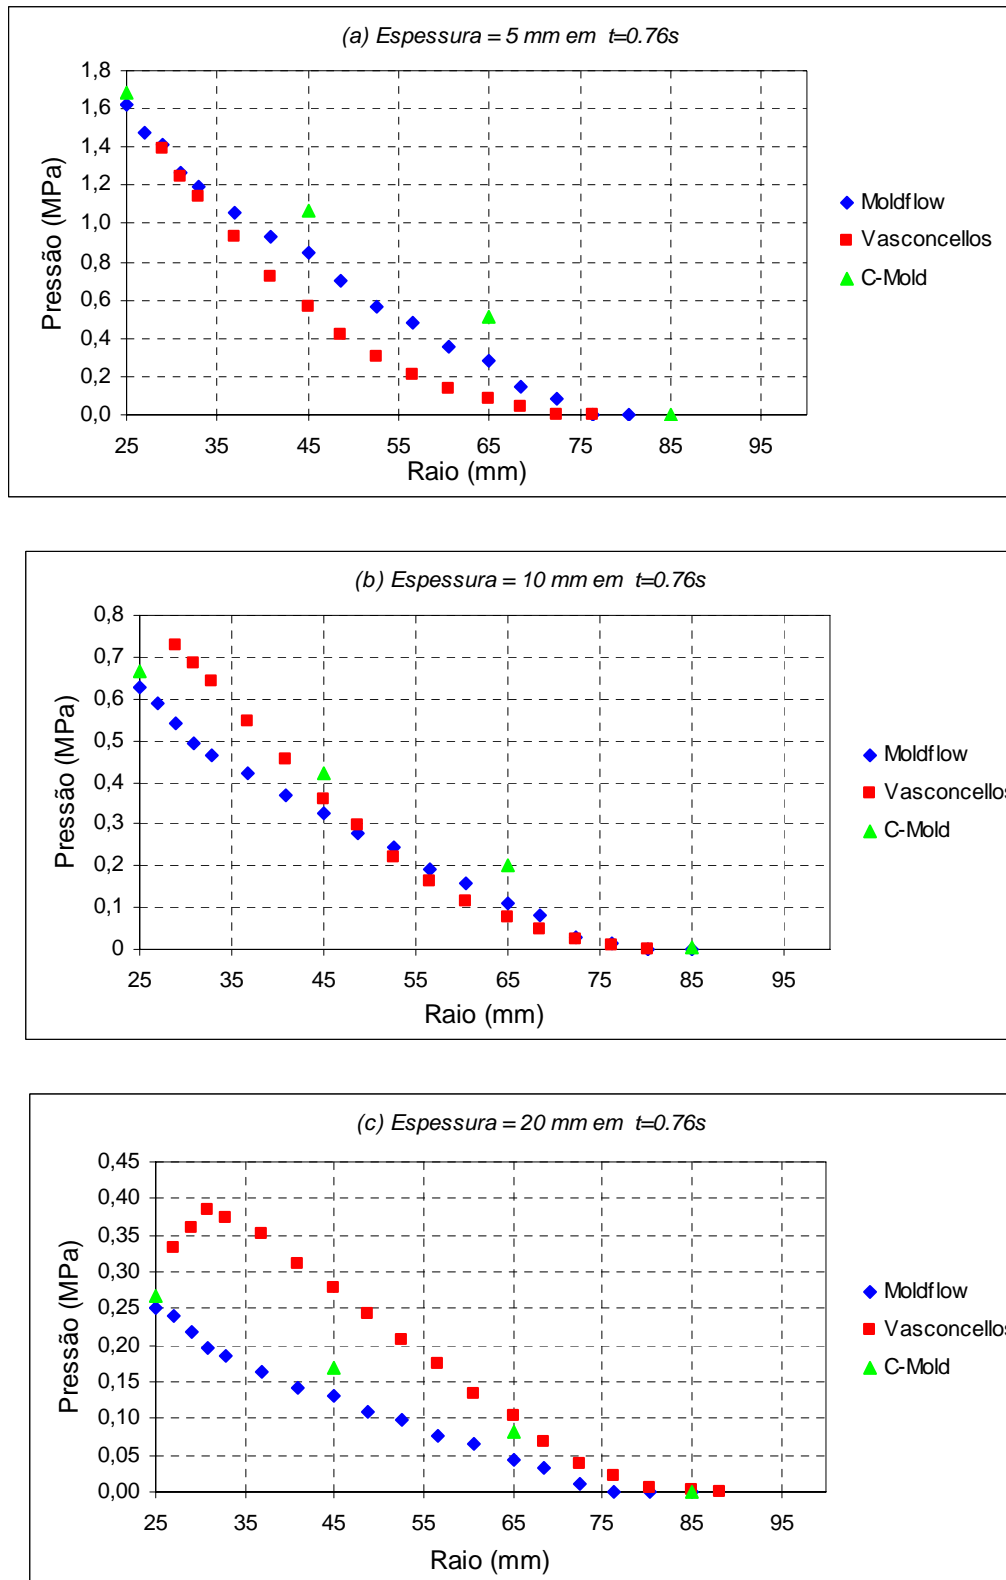 (a) Espessura = 5 mm em t=0.76s
1,8
1,6
1,4
1,2
1,0
0,8
0,6
0,4
0,2
0,0
Pressão (MPa)
25 35 45 55 65 75 85 95
Raio (mm)
Moldflow
Vasconcellos
C-Mold
(b) Espessura = 10 mm em t=0.76s
0,8
0,7
0,6
0,5
0,4
0,3
0,2
0,1
0
Pressão (MPa)
25 35 45 55 65 75 85 95
Raio (mm)
Moldflow
Vasconcellos
C-Mold
(c) Espessura = 20 mm em t=0.76s
0,45
0,40
0,35
0,30
0,25
0,20
0,15
0,10
0,05
0,00
Pressão (MPa)
25 35 45 55 65 75 85 95
Raio (mm)
Moldflow
Vasconcellos
C-Mold